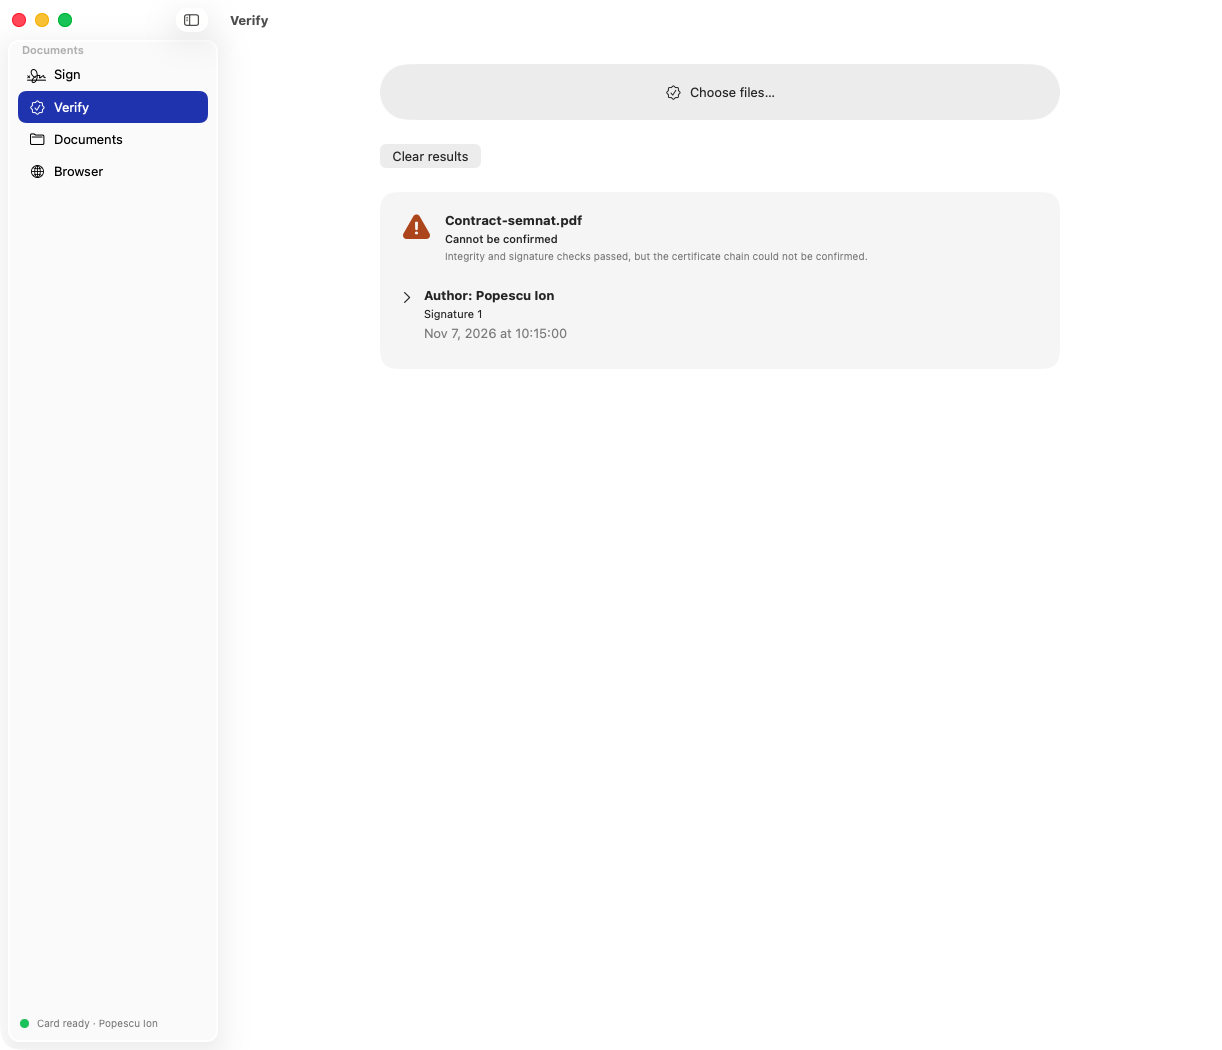 Verify
Documents
Sign
Verify
Documents
Browser
Choose files...
Clear results
Contract-semnat.pdf
Cannot be confirmed
Integrity and signature checks passed, but the certificate chain could not be confirmed.
Author: Popescu Ion
Signature 1
Nov 7, 2026 at 10:15:00
Card ready · Popescu Ion